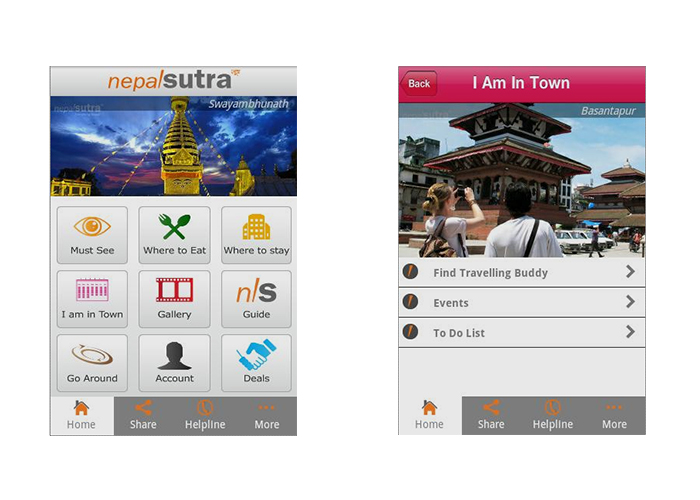 nepalsutra
nepalsutra
Swayambhunath
Must See
Where to Eat
Where to stay
I am in Town
Gallery
n/s
Guide
Go Around
Account
Deals
Home
Share
Helpline
More
Back
I Am In Town
Basantapur
Find Travelling Buddy
Events
To Do List
Home
Share
Helpline
More